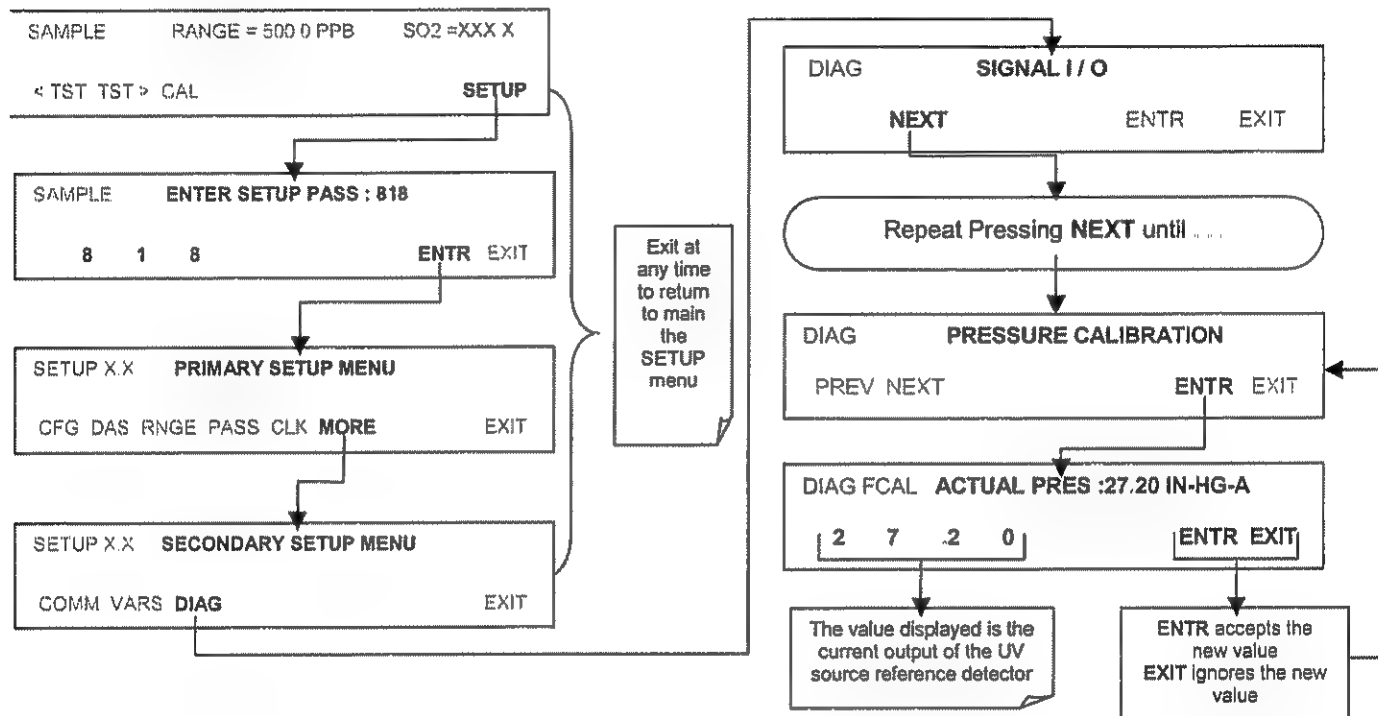 SAMPLE RANGE = 500 0 PPB SO2 =XXX X
< TST TST > CAL SETUP
SAMPLE ENTER SETUP PASS : 818
8 1 8 ENTR EXIT
SETUP X.X PRIMARY SETUP MENU
CFG DAS RNGE PASS CLK MORE EXIT
SETUP X.X SECONDARY SETUP MENU
COMM VARS DIAG EXIT
Exit at
any time
to return
to main
the
SETUP
menu
DIAG SIGNAL I / O
NEXT ENTR EXIT
Repeat Pressing NEXT until . . .
DIAG PRESSURE CALIBRATION
PREV NEXT ENTR EXIT
DIAG FCAL ACTUAL PRES :27.20 IN-HG-A
2 7 .2 0 ENTR EXIT
The value displayed is the
current output of the UV
source reference detector
ENTR accepts the
new value
EXIT ignores the new
value